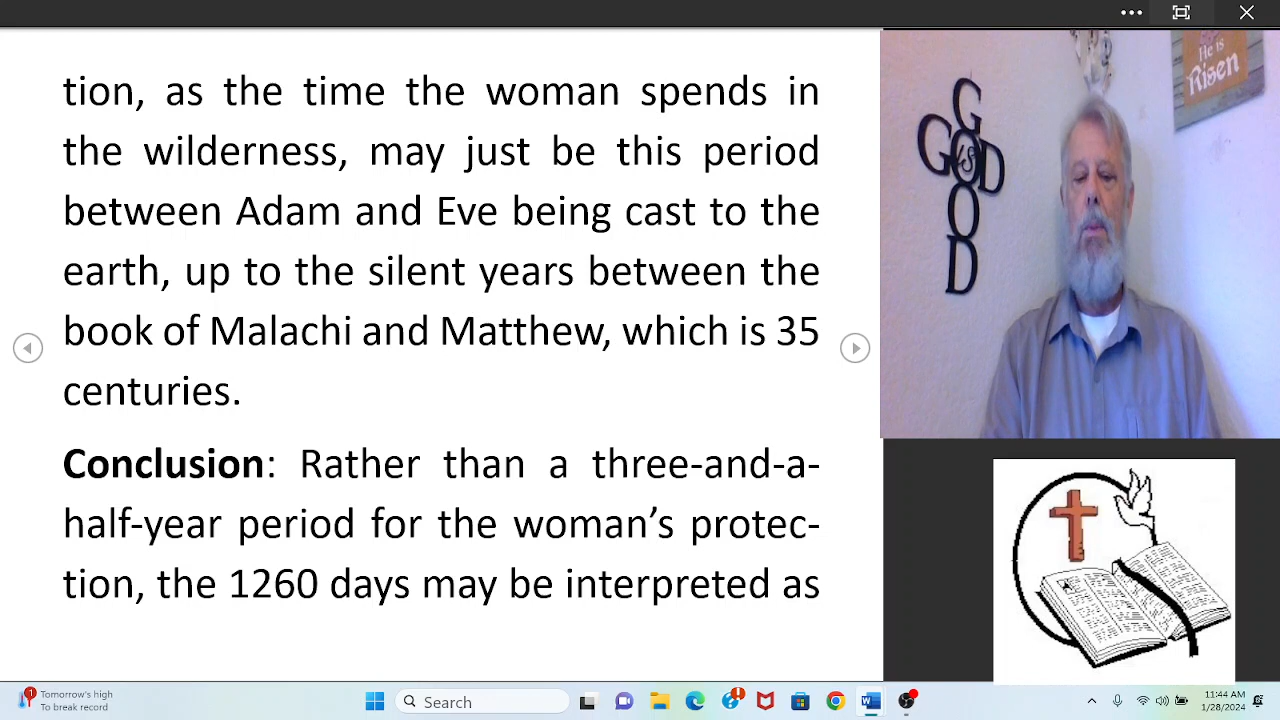 tion, as the time the woman spends in
the wilderness, may just be this period
between Adam and Eve being cast to the
earth, up to the silent years between the
book of Malachi and Matthew, which is 35
centuries.
Conclusion: Rather than a three-and-a-
half-year period for the woman's protec-
tion, the 1260 days may be interpreted as
GOD
IS
GOOD
He is
Risen
1
Tomorrow's high
To break record
Search
11:44 AM
1/28/2024